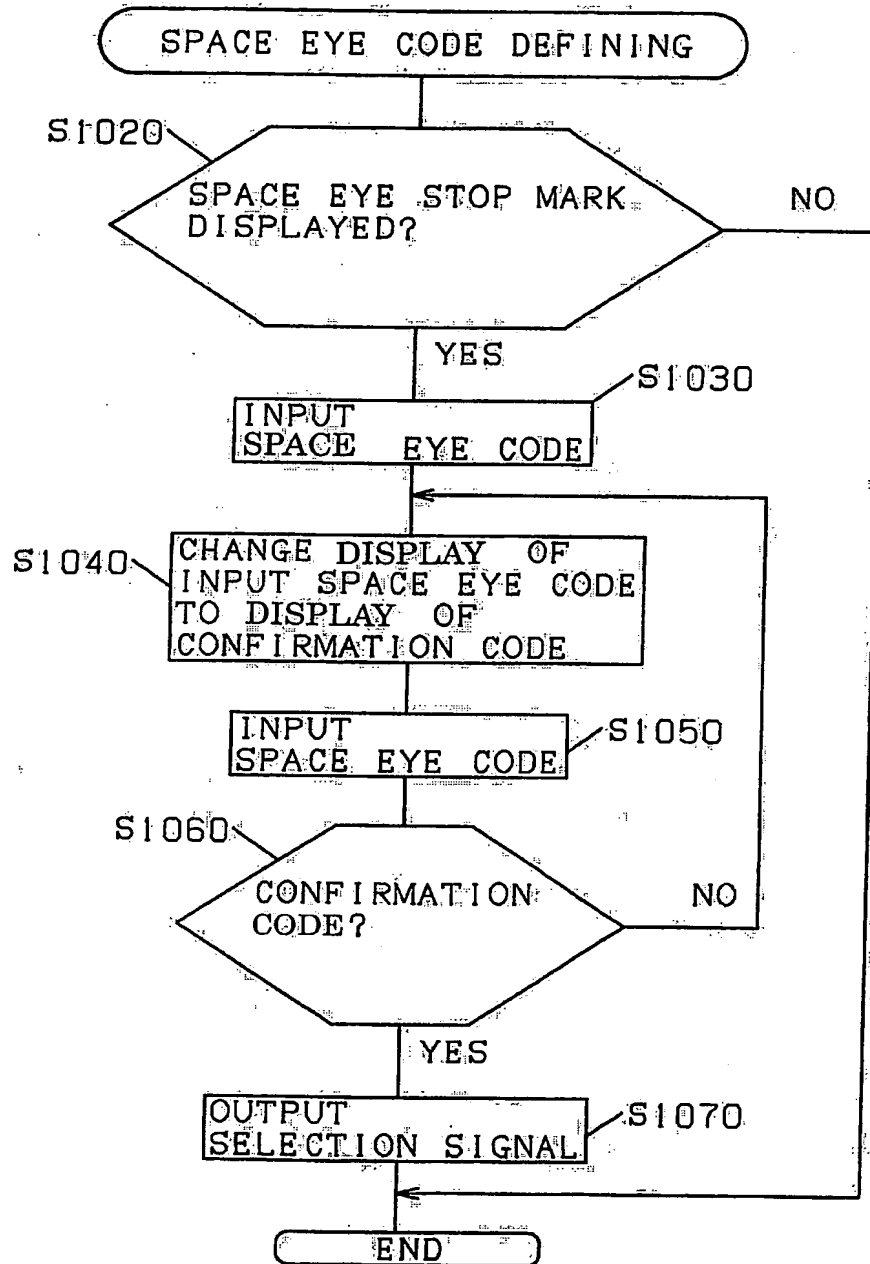 SPACE EYE CODE DEFINING
S1020
SPACE EYE STOP MARK
DISPLAYED?
NO
YES
S1030
INPUT
SPACE EYE CODE
S1040
CHANGE DISPLAY OF
INPUT SPACE EYE CODE
TO DISPLAY OF
CONFIRMATION CODE
INPUT
SPACE EYE CODE
S1050
S1060
CONFIRMATION
CODE?
NO
YES
OUTPUT
SELECTION SIGNAL
S1070
END